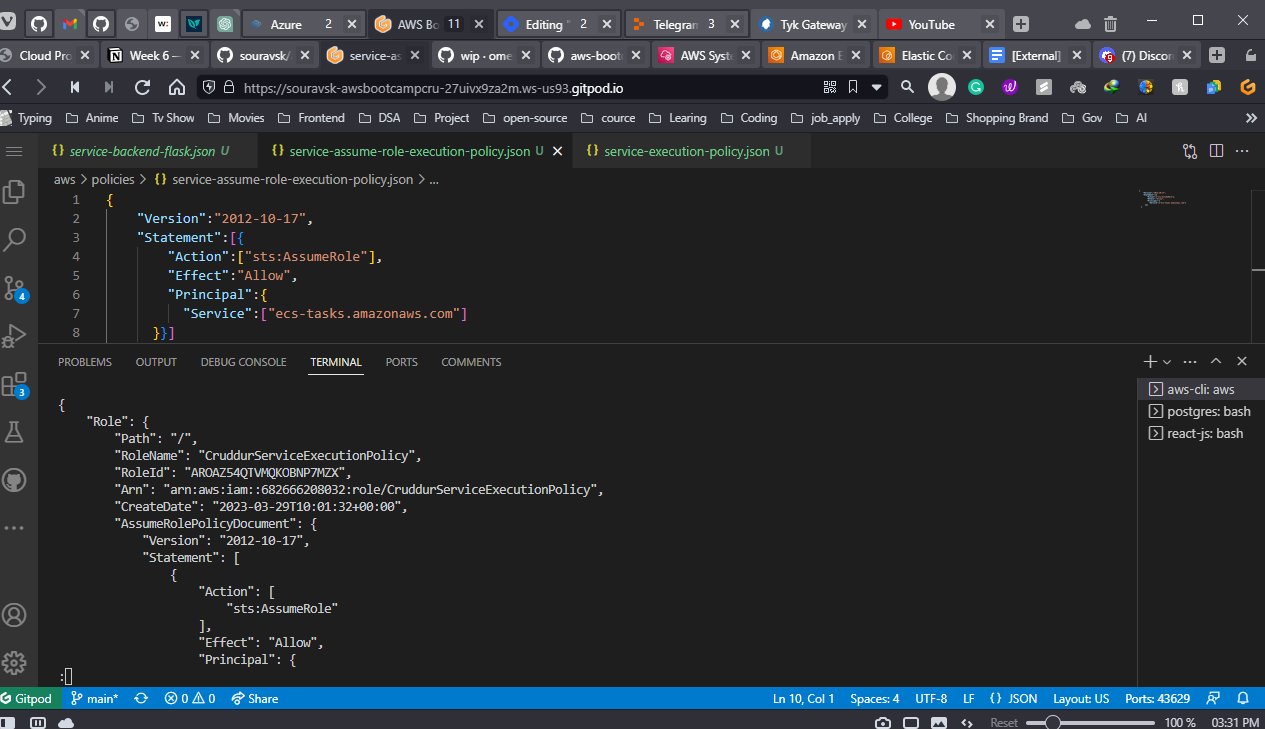 Azure 2 AWS Bo 11 Editing " 2 Telegran 3 Tyk Gateway YouTube
Cloud Pro Week 6 — souravsk/ service-as wip · ome aws-boot AWS Syst Amazon E Elastic Co [External] (7) Discor
https://souravsk-awsbootcampcru-27uivx9za2m.ws-us93.gitpod.io
Typing Anime Tv Show Movies Frontend DSA Project open-source cource Learing Coding job_apply College Shopping Brand Gov AI
{} service-backend-flask.json U {} service-assume-role-execution-policy.json U {} service-execution-policy.json U
aws > policies > {} service-assume-role-execution-policy.json > ...
1 {
2 "Version":"2012-10-17",
3 "Statement":[{
4 "Action":["sts:AssumeRole"],
5 "Effect":"Allow",
6 "Principal":{
7 "Service":["ecs-tasks.amazonaws.com"]
8 }}]
4
3
PROBLEMS OUTPUT DEBUG CONSOLE TERMINAL PORTS COMMENTS
aws-cli: aws
postgres: bash
react-js: bash
{
"Role": {
"Path": "/",
"RoleName": "CruddurServiceExecutionPolicy",
"RoleId": "AROAZ54QTVMQKOBNP7MZX",
"Arn": "arn:aws:iam::682666208032:role/CruddurServiceExecutionPolicy",
"CreateDate": "2023-03-29T10:01:32+00:00",
"AssumeRolePolicyDocument": {
"Version": "2012-10-17",
"Statement": [
{
"Action": [
"sts:AssumeRole"
],
"Effect": "Allow",
"Principal": {
:
Gitpod main* 0 0 Share Ln 10, Col 1 Spaces: 4 UTF-8 LF {} JSON Layout: US Ports: 43629
Reset 100 % 03:31 PM